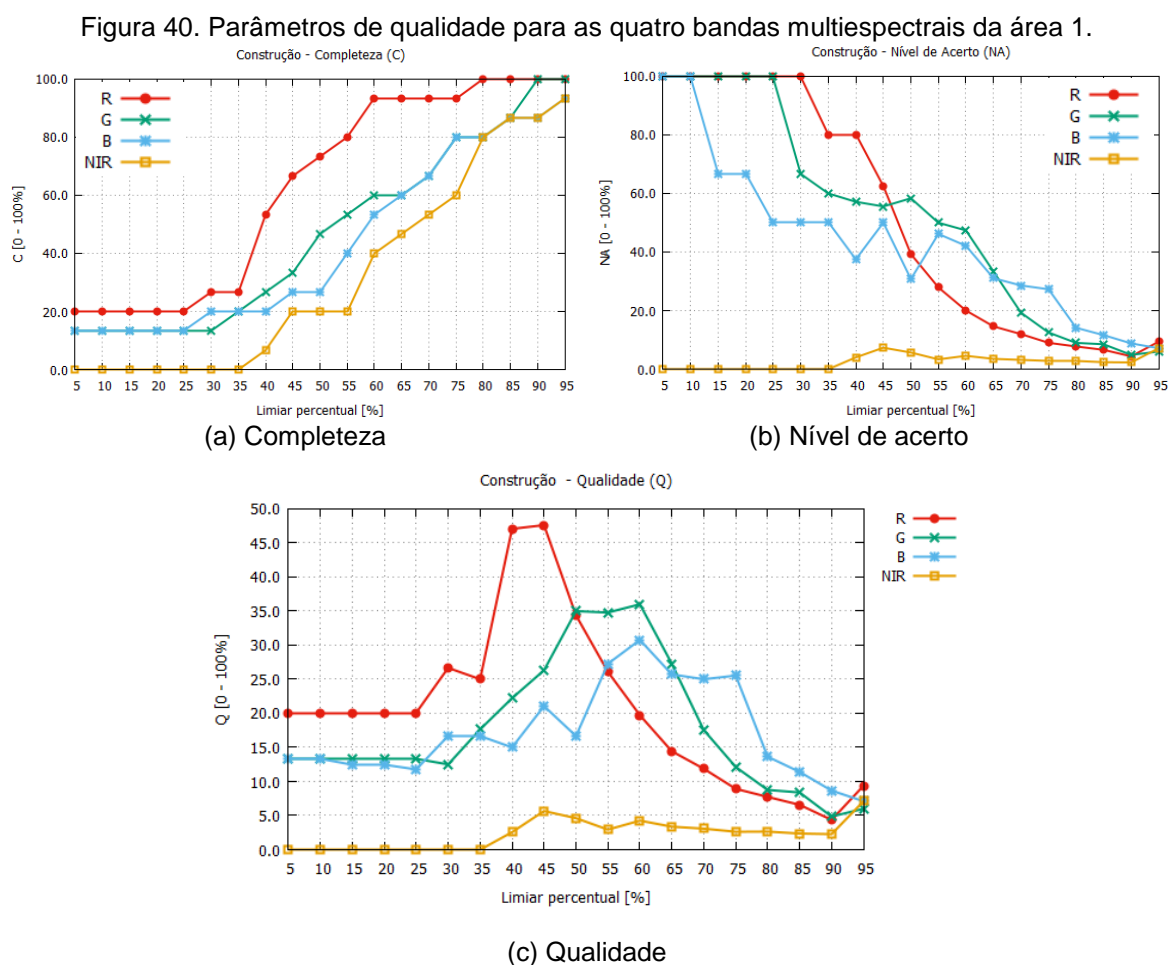 Figura 40. Parâmetros de qualidade para as quatro bandas multiespectrais da área 1.
Construção - Completeza (C)
100.0
80.0
60.0
40.0
20.0
0.0
C [0 - 100%]
R
G
B
NIR
5 10 15 20 25 30 35 40 45 50 55 60 65 70 75 80 85 90 95
Limiar percentual [%]
(a) Completeza
Construção - Nível de Acerto (NA)
100.0
80.0
60.0
40.0
20.0
0.0
NA [0 - 100%]
R
G
B
NIR
5 10 15 20 25 30 35 40 45 50 55 60 65 70 75 80 85 90 95
Limiar percentual [%]
(b) Nível de acerto
Construção - Qualidade (Q)
50.0
45.0
40.0
35.0
30.0
25.0
20.0
15.0
10.0
5.0
0.0
Q [0 - 100%]
R
G
B
NIR
5 10 15 20 25 30 35 40 45 50 55 60 65 70 75 80 85 90 95
Limiar percentual [%]
(c) Qualidade